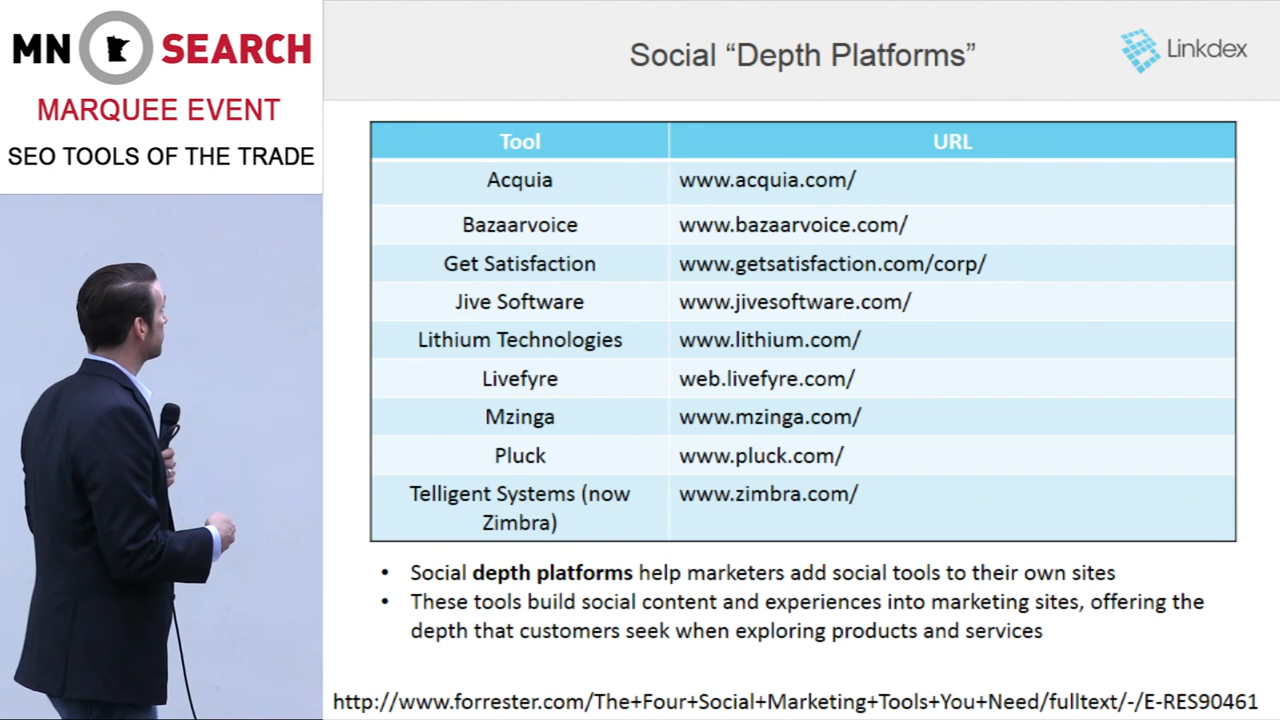 MN SEARCH
MARQUEE EVENT
SEO TOOLS OF THE TRADE
Social “Depth Platforms”
Linkdex
Tool URL
Acquia www.acquia.com/
Bazaarvoice www.bazaarvoice.com/
Get Satisfaction www.getsatisfaction.com/corp/
Jive Software www.jivesoftware.com/
Lithium Technologies www.lithium.com/
Livefyre web.livefyre.com/
Mzinga www.mzinga.com/
Pluck www.pluck.com/
Telligent Systems (now www.zimbra.com/
Zimbra)
• Social depth platforms help marketers add social tools to their own sites
• These tools build social content and experiences into marketing sites, offering the
depth that customers seek when exploring products and services
http://www.forrester.com/The+Four+Social+Marketing+Tools+You+Need/fulltext/-/E-RES90461